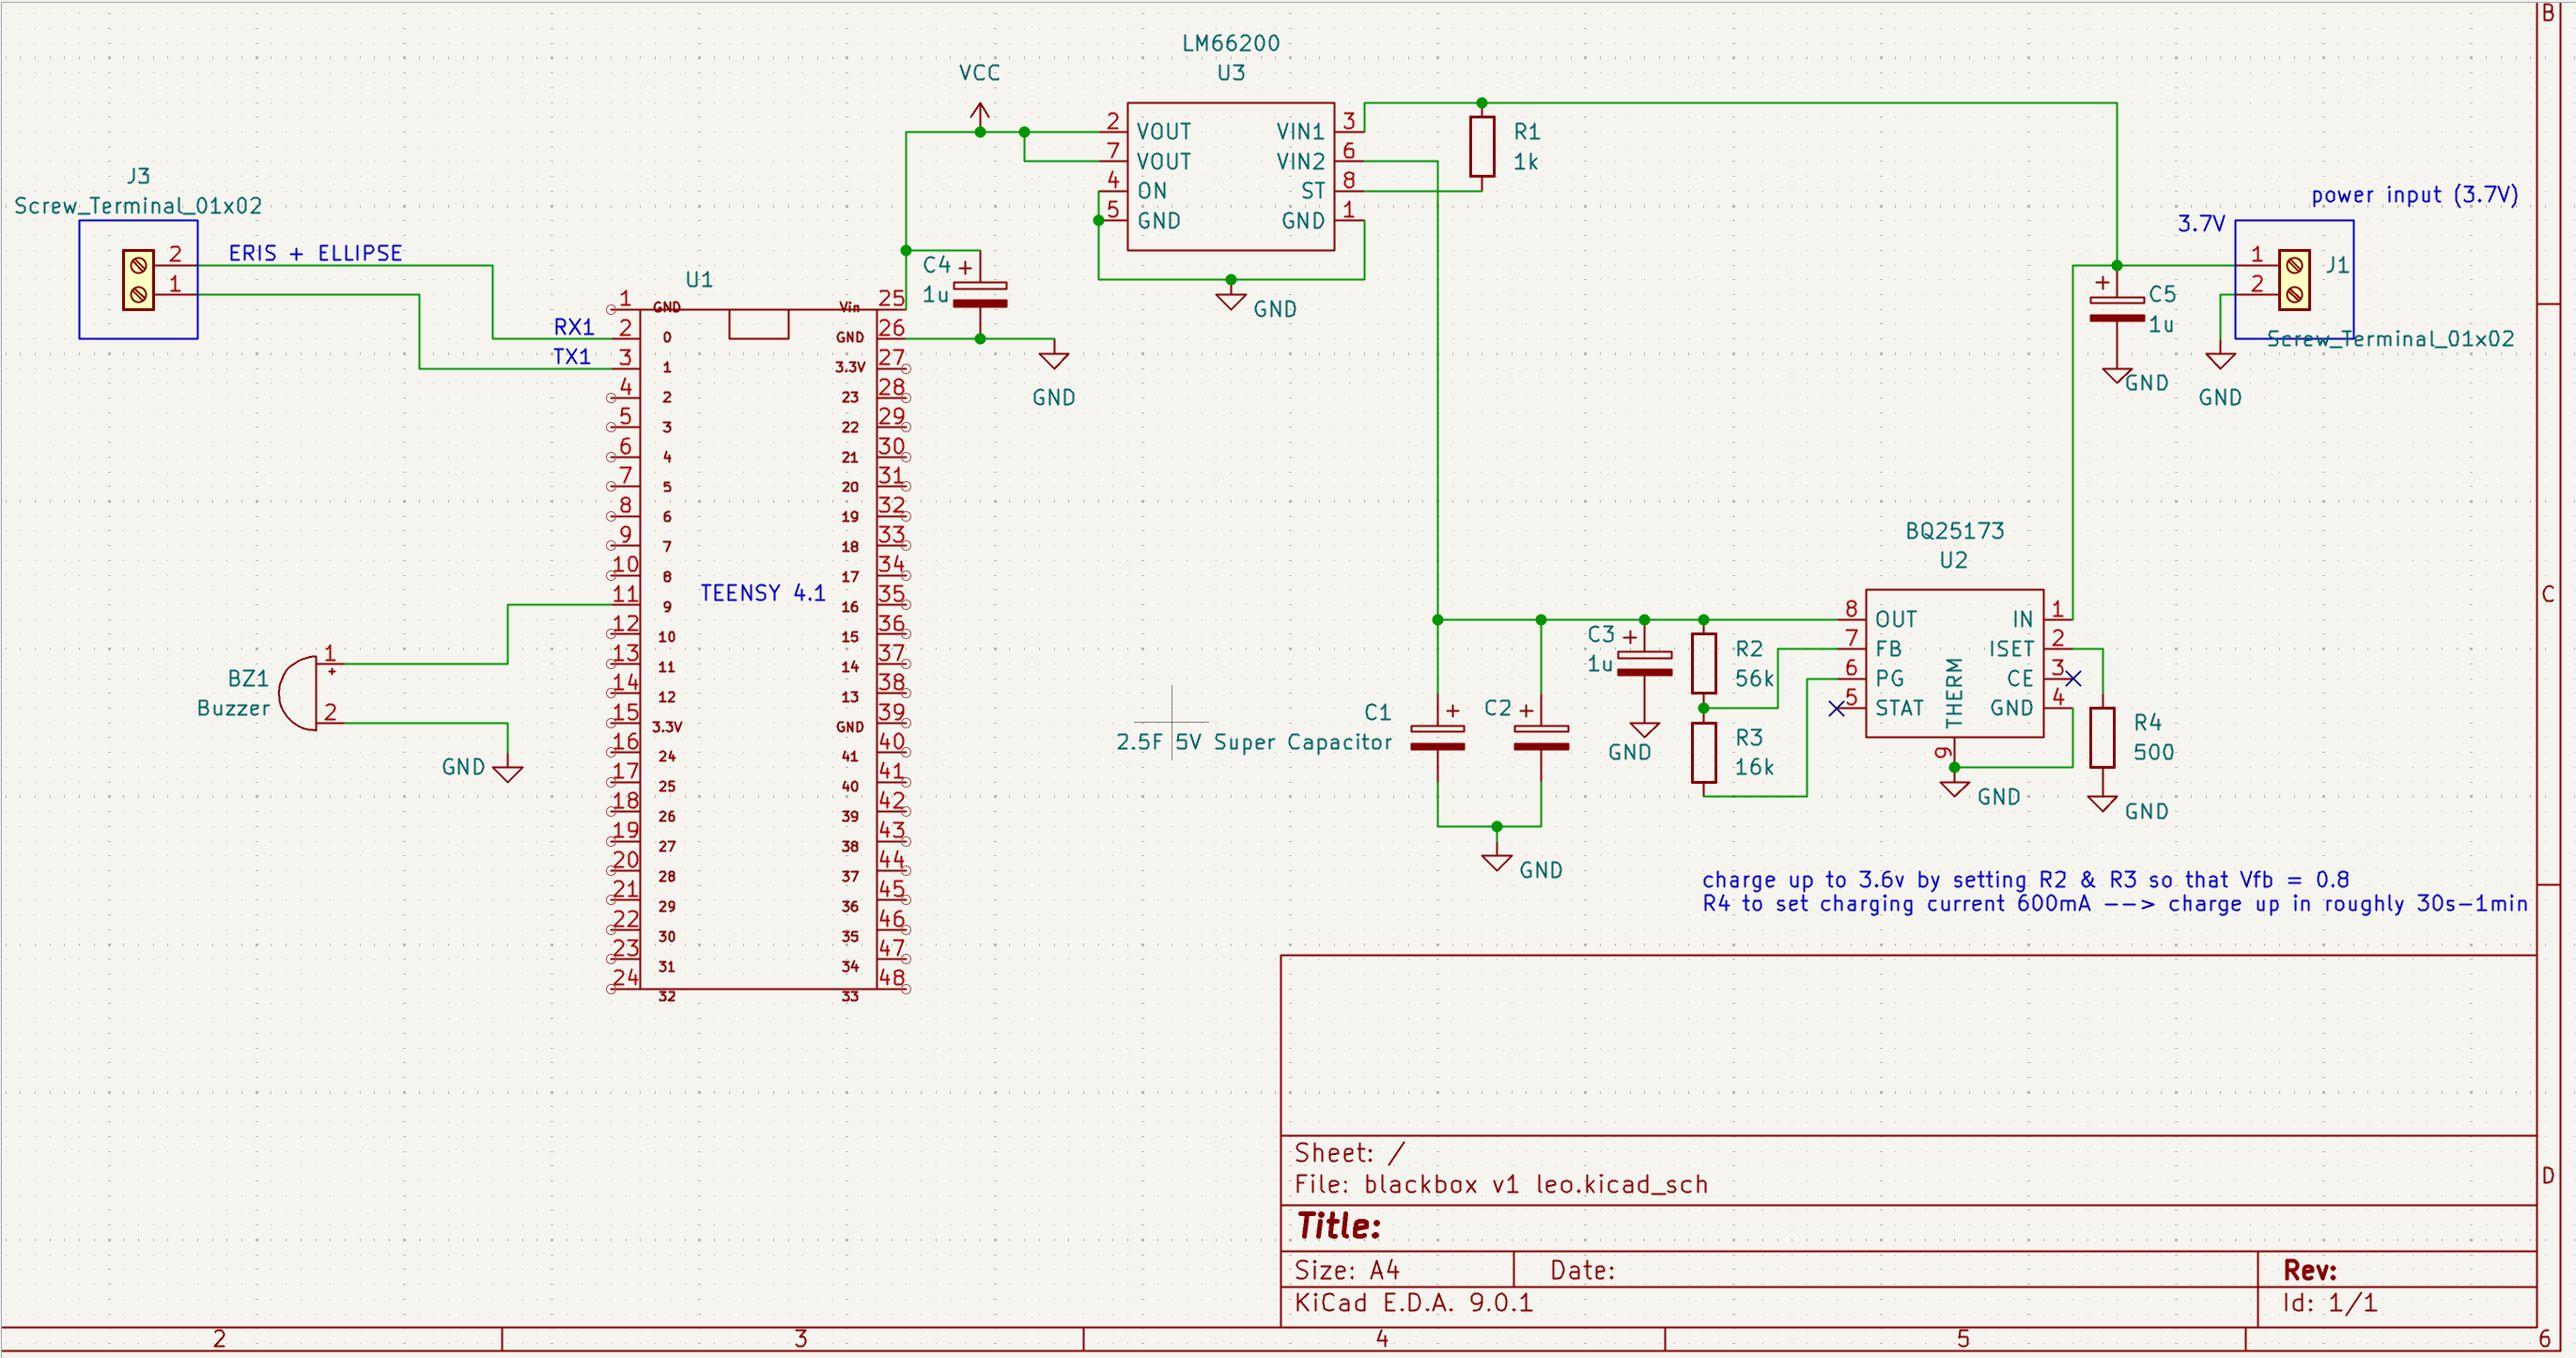 B
LM66200
U3
VCC
2 VOUT VIN1 3
7 VOUT VIN2 6
4 ON ST 8
5 GND GND 1
R1
1k
GND
J3
Screw_Terminal_01x02
2
1
ERIS + ELLIPSE
RX1
TX1
C4 +
1u
GND
power input (3.7V)
3.7V
1
2
J1
Screw_Terminal_01x02
+ C5
1u
GND
GND
U1
TEENSY 4.1
1 GND Vin 25
2 0 GND 26
3 1 3.3V 27
4 2 23 28
5 3 22 29
6 4 21 30
7 5 20 31
8 6 19 32
9 7 18 33
10 8 17 34
11 9 16 35
12 10 15 36
13 11 14 37
14 12 13 38
15 3.3V GND 39
16 24 41 40
17 25 40 41
18 26 39 42
19 27 38 43
20 28 37 44
21 29 36 45
22 30 35 46
23 31 34 47
24 32 33 48
BZ1
Buzzer
1
+
2
GND
BQ25173
U2
8 OUT IN 1
7 FB ISET 2
6 PG CE 3
5 STAT GND 4
THERM
9
GND
C3 +
1u
GND
R2
56k
R3
16k
R4
500
GND
C1 +
C2 +
2.5F 5V Super Capacitor
GND
charge up to 3.6v by setting R2 & R3 so that Vfb = 0.8
R4 to set charging current 600mA --> charge up in roughly 30s-1min
C
Sheet: /
File: blackbox v1 leo.kicad_sch
Title:
Size: A4 Date: Rev:
KiCad E.D.A. 9.0.1 Id: 1/1
D
2 3 4 5 6